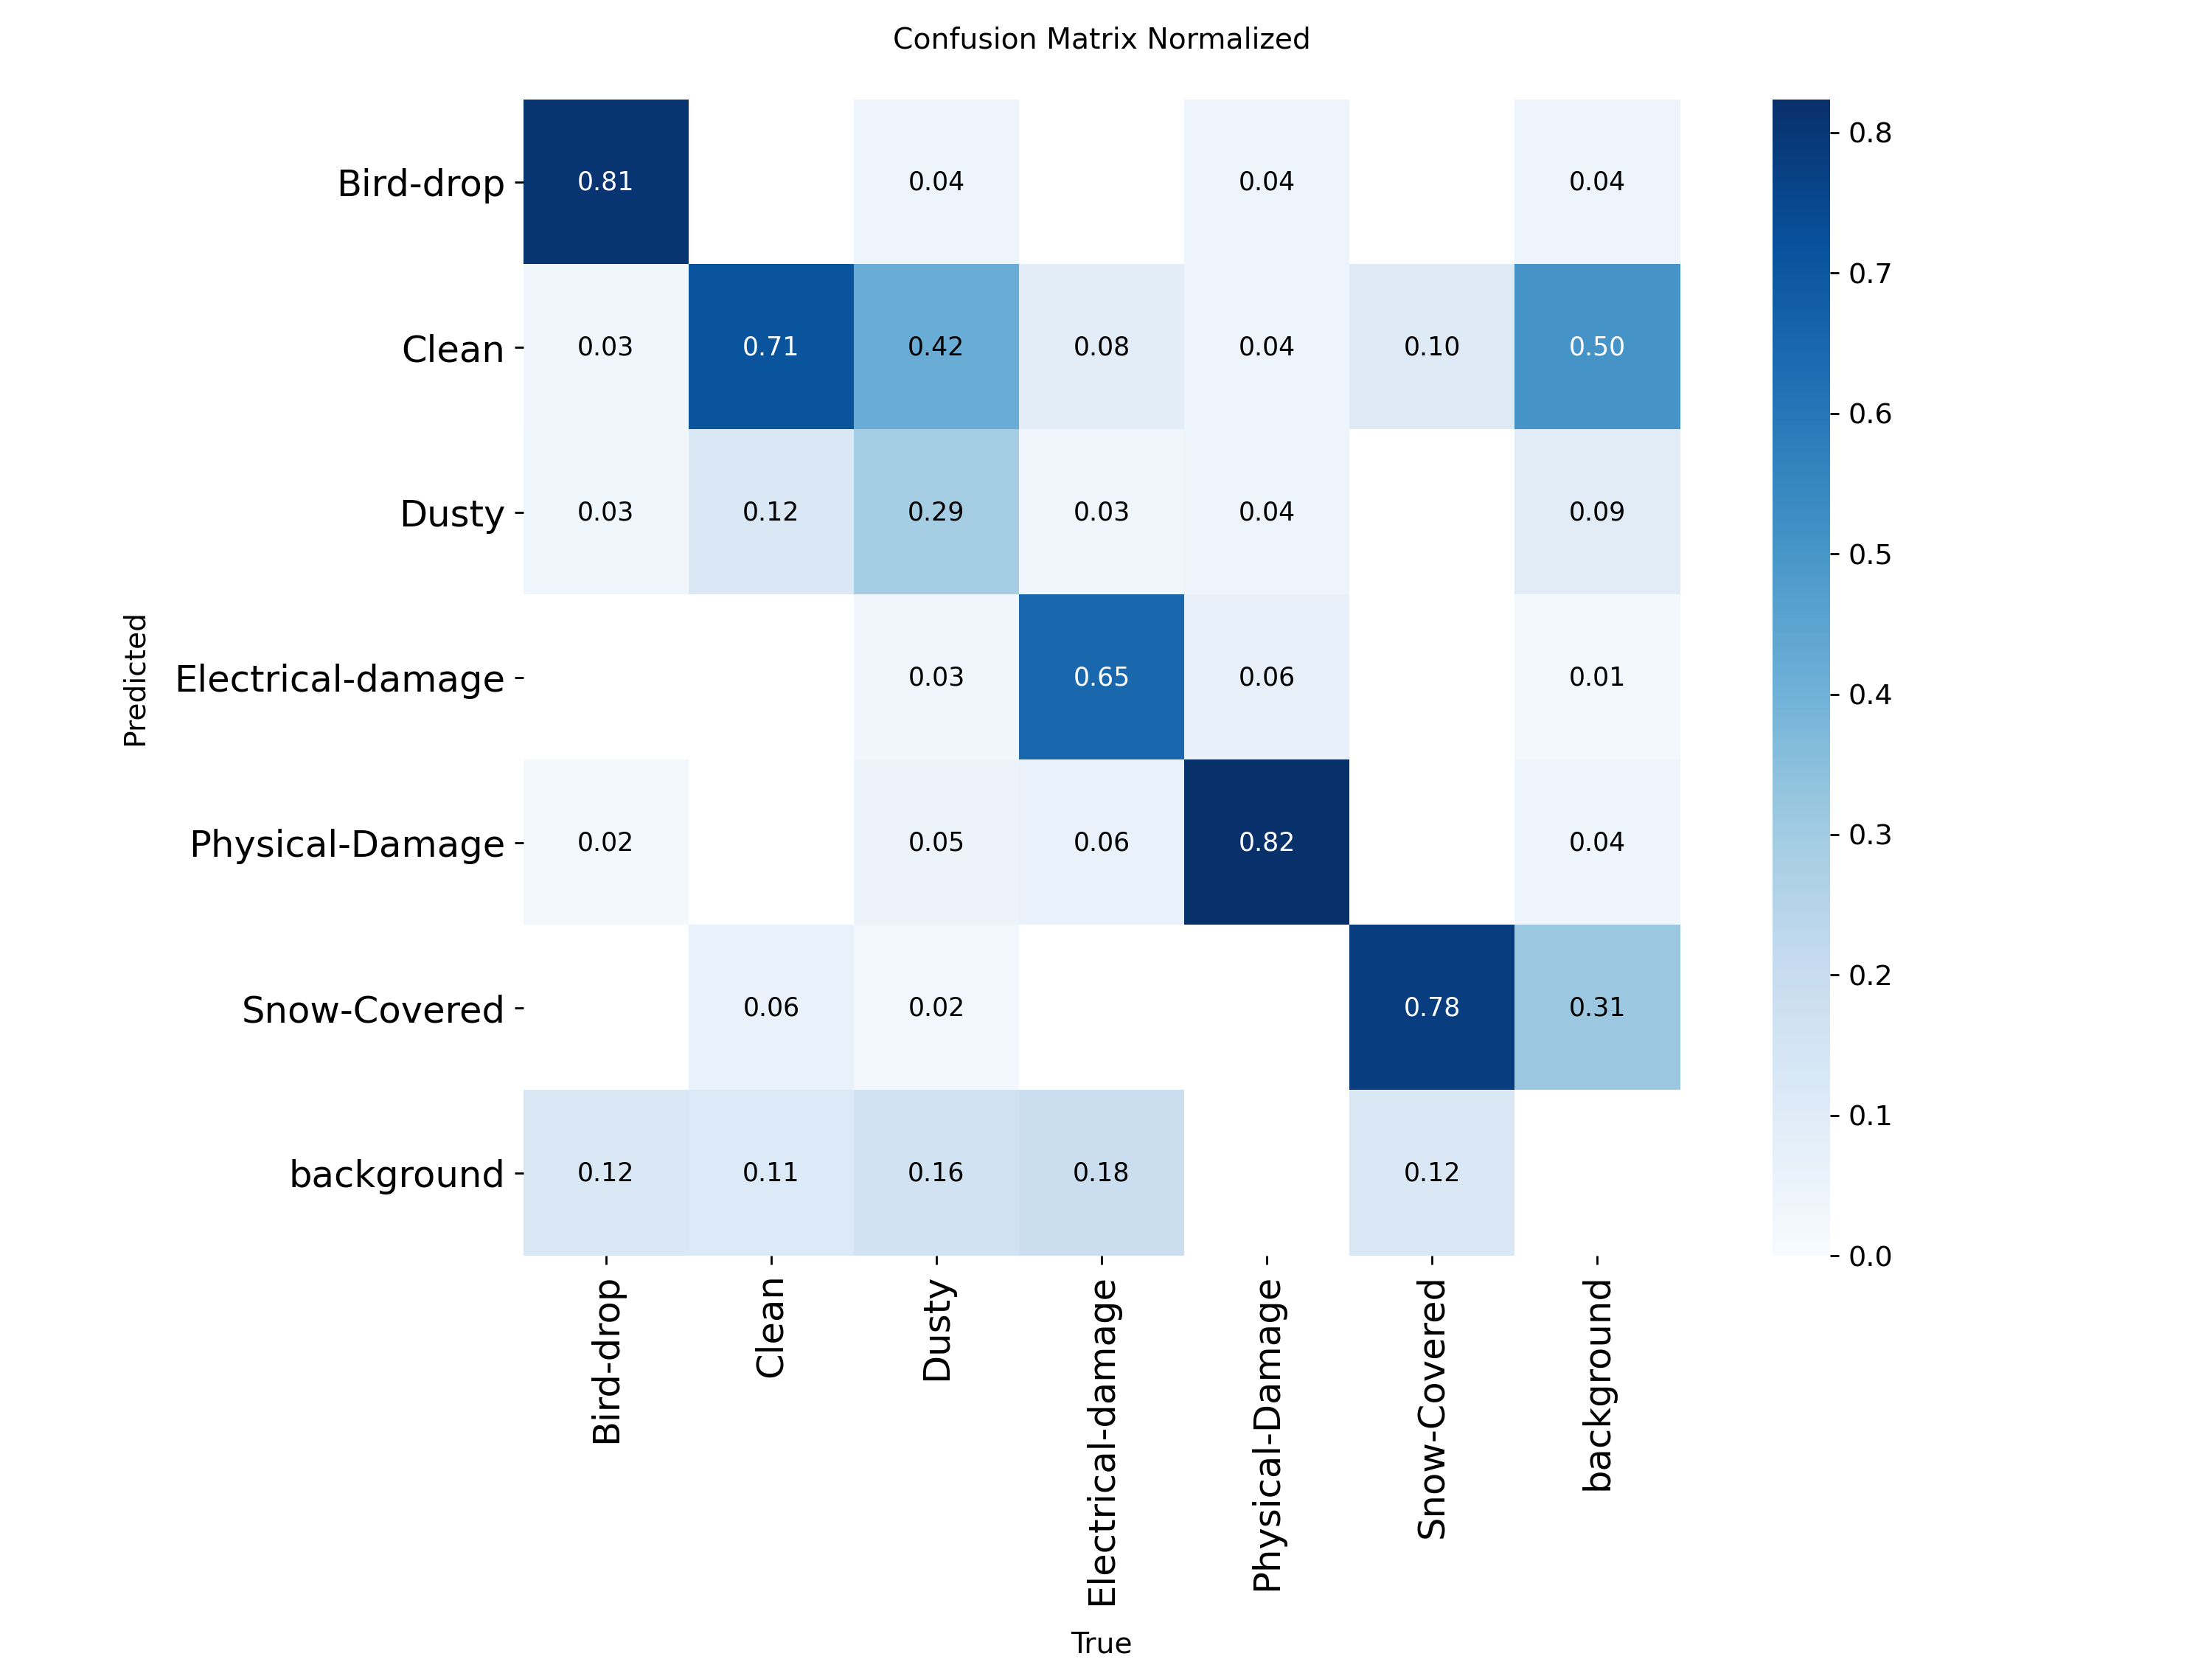 Confusion Matrix Normalized
Bird-drop 0.81 0.04 0.04 0.04
Clean 0.03 0.71 0.42 0.08 0.04 0.10 0.50
Dusty 0.03 0.12 0.29 0.03 0.04 0.09
Electrical-damage 0.03 0.65 0.06 0.01
Physical-Damage 0.02 0.05 0.06 0.82 0.04
Snow-Covered 0.06 0.02 0.78 0.31
background 0.12 0.11 0.16 0.18 0.12
Predicted
Bird-drop
Clean
Dusty
Electrical-damage
Physical-Damage
Snow-Covered
background
True
0.8
0.7
0.6
0.5
0.4
0.3
0.2
0.1
0.0